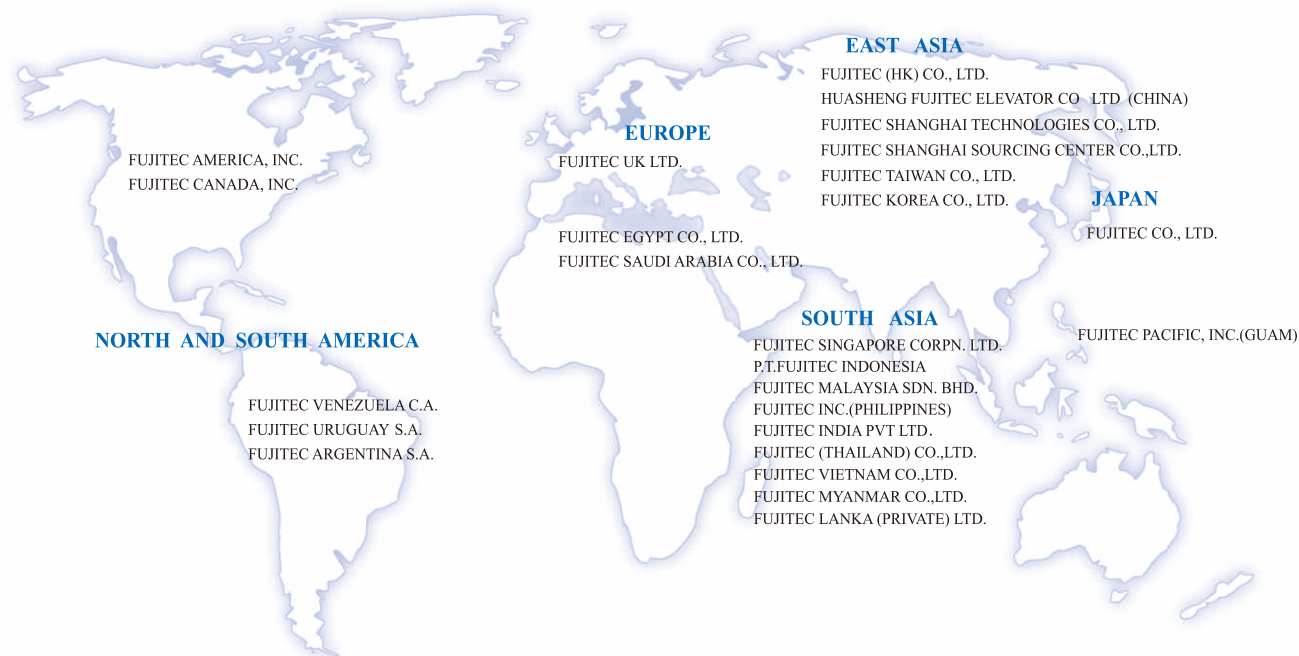 EAST ASIA
FUJITEC (HK) CO., LTD.
HUASHENG FUJITEC ELEVATOR CO LTD (CHINA)
FUJITEC SHANGHAI TECHNOLOGIES CO., LTD.
FUJITEC SHANGHAI SOURCING CENTER CO.,LTD.
FUJITEC TAIWAN CO., LTD.
FUJITEC KOREA CO., LTD.
JAPAN
FUJITEC CO., LTD.
EUROPE
FUJITEC UK LTD.
FUJITEC EGYPT CO., LTD.
FUJITEC SAUDI ARABIA CO., LTD.
FUJITEC AMERICA, INC.
FUJITEC CANADA, INC.
NORTH AND SOUTH AMERICA
FUJITEC VENEZUELA C.A.
FUJITEC URUGUAY S.A.
FUJITEC ARGENTINA S.A.
SOUTH ASIA
FUJITEC SINGAPORE CORPN. LTD.
P.T.FUJITEC INDONESIA
FUJITEC MALAYSIA SDN. BHD.
FUJITEC INC.(PHILIPPINES)
FUJITEC INDIA PVT LTD.
FUJITEC (THAILAND) CO.,LTD.
FUJITEC VIETNAM CO.,LTD.
FUJITEC MYANMAR CO.,LTD.
FUJITEC LANKA (PRIVATE) LTD.
FUJITEC PACIFIC, INC.(GUAM)